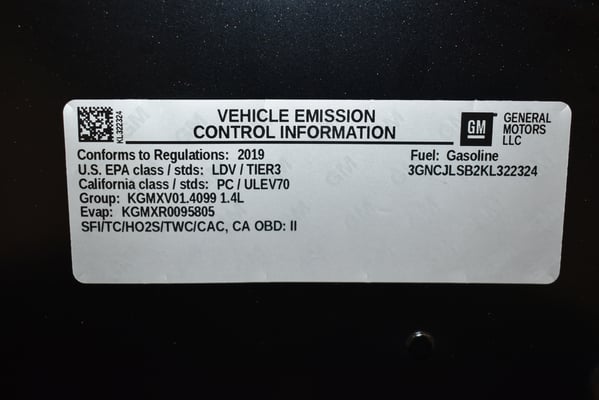 KL322324
VEHICLE EMISSION
CONTROL INFORMATION
GM
GENERAL
MOTORS
LLC
Conforms to Regulations: 2019
Fuel: Gasoline
U.S. EPA class / stds: LDV / TIER3
3GNCJLSB2KL322324
California class / stds: PC / ULEV70
Group: KGMXV01.4099 1.4L
Evap: KGMXR0095805
SFI/TC/HO2S/TWC/CAC, CA OBD: II